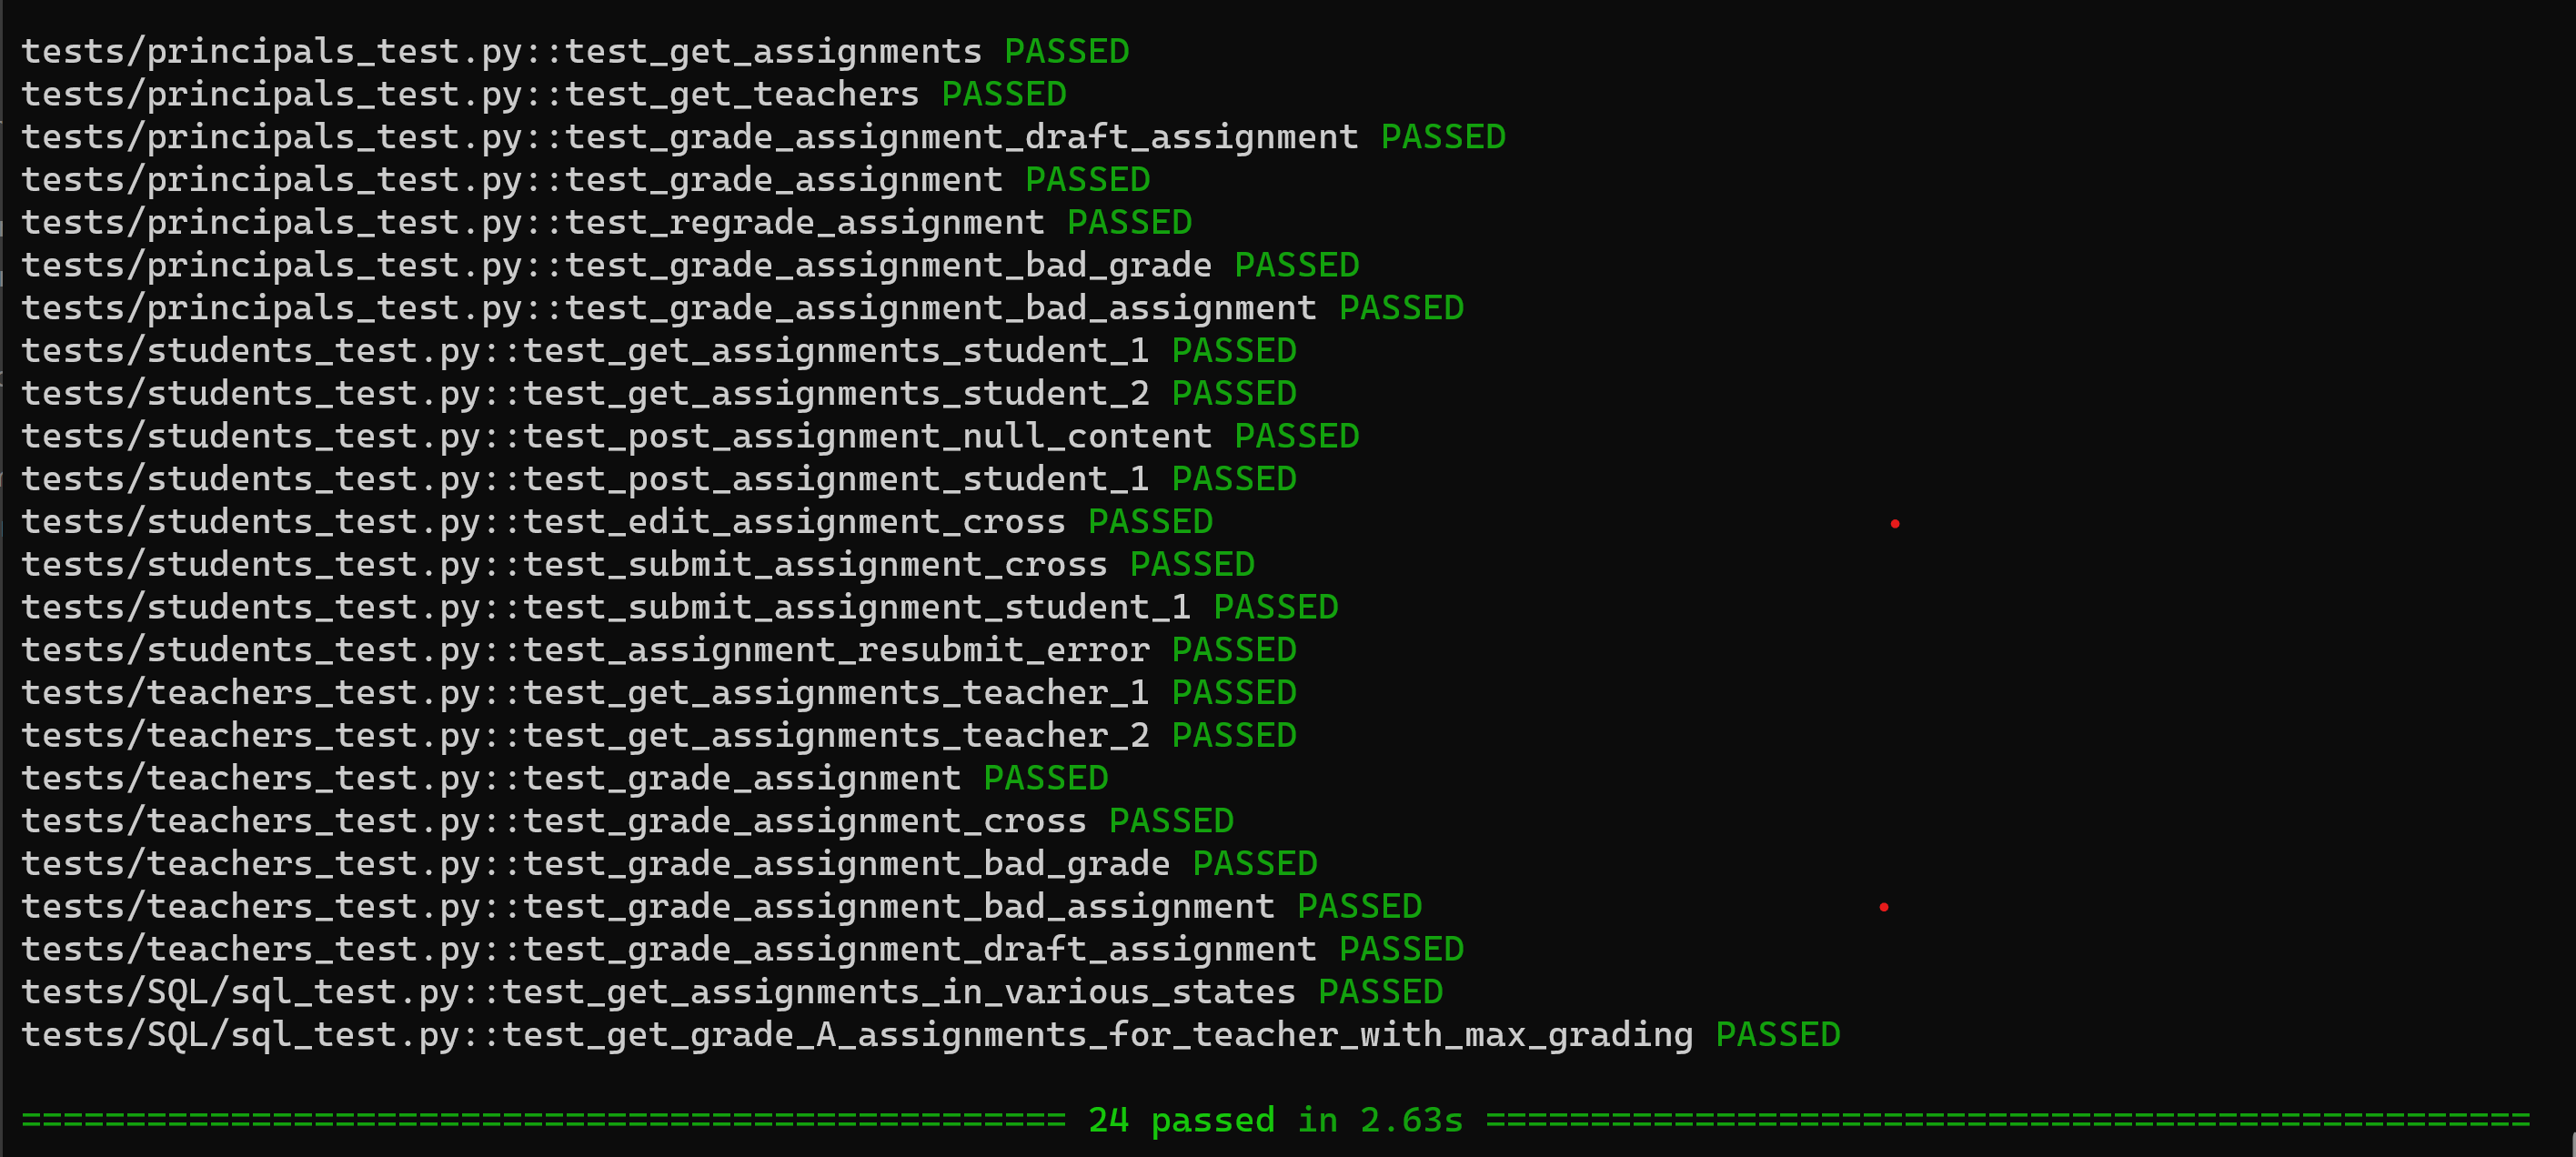 tests/principals_test.py::test_get_assignments PASSED
tests/principals_test.py::test_get_teachers PASSED
tests/principals_test.py::test_grade_assignment_draft_assignment PASSED
tests/principals_test.py::test_grade_assignment PASSED
tests/principals_test.py::test_regrade_assignment PASSED
tests/principals_test.py::test_grade_assignment_bad_grade PASSED
tests/principals_test.py::test_grade_assignment_bad_assignment PASSED
tests/students_test.py::test_get_assignments_student_1 PASSED
tests/students_test.py::test_get_assignments_student_2 PASSED
tests/students_test.py::test_post_assignment_null_content PASSED
tests/students_test.py::test_post_assignment_student_1 PASSED
tests/students_test.py::test_edit_assignment_cross PASSED
tests/students_test.py::test_submit_assignment_cross PASSED
tests/students_test.py::test_submit_assignment_student_1 PASSED
tests/students_test.py::test_assignment_resubmit_error PASSED
tests/teachers_test.py::test_get_assignments_teacher_1 PASSED
tests/teachers_test.py::test_get_assignments_teacher_2 PASSED
tests/teachers_test.py::test_grade_assignment PASSED
tests/teachers_test.py::test_grade_assignment_cross PASSED
tests/teachers_test.py::test_grade_assignment_bad_grade PASSED
tests/teachers_test.py::test_grade_assignment_bad_assignment PASSED
tests/teachers_test.py::test_grade_assignment_draft_assignment PASSED
tests/SQL/sql_test.py::test_get_assignments_in_various_states PASSED
tests/SQL/sql_test.py::test_get_grade_A_assignments_for_teacher_with_max_grading PASSED
================================================== 24 passed in 2.63s ==================================================